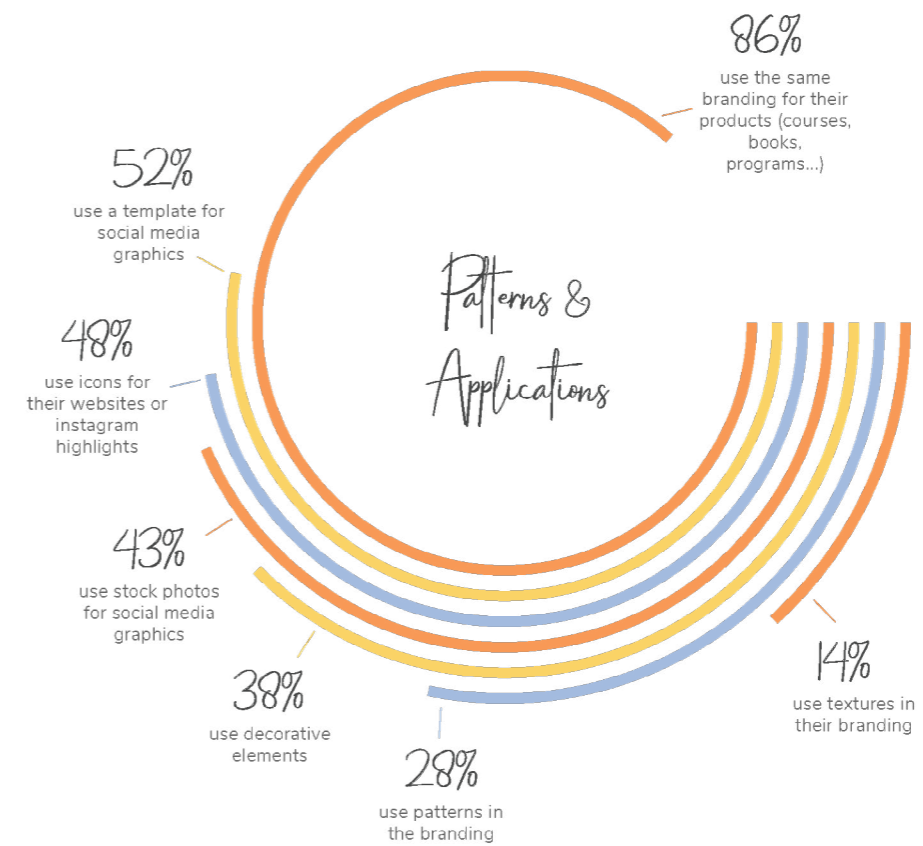 86%
use the same
branding for their
products (courses,
books,
programs...)
52%
use a template for
social media
graphics
Patterns &
Applications
48%
use icons for
their websites or
instagram
highlights
43%
use stock photos
for social media
graphics
38%
use decorative
elements
28%
use patterns in
the branding
14%
use textures in
their branding